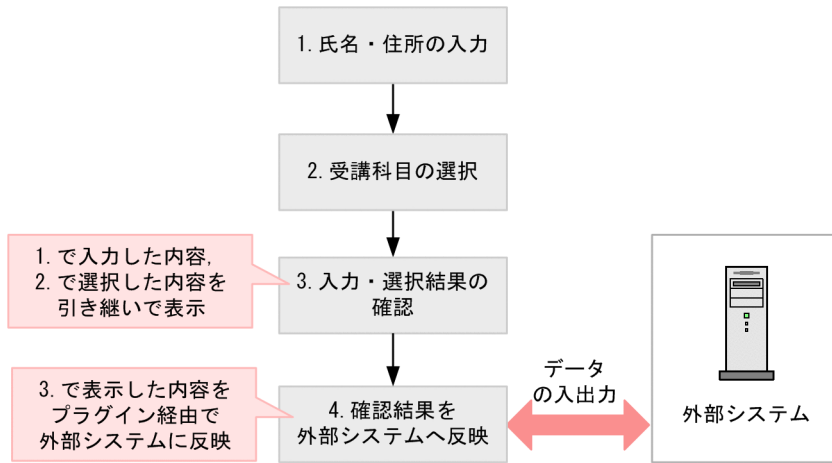 1. 氏名・住所の入力
2. 受講科目の選択
1. で入力した内容,
2. で選択した内容を
引き継いで表示
3. 入力・選択結果の
確認
3. で表示した内容を
プラグイン経由で
外部システムに反映
4. 確認結果を
外部システムへ反映
データ
の入出力
外部システム